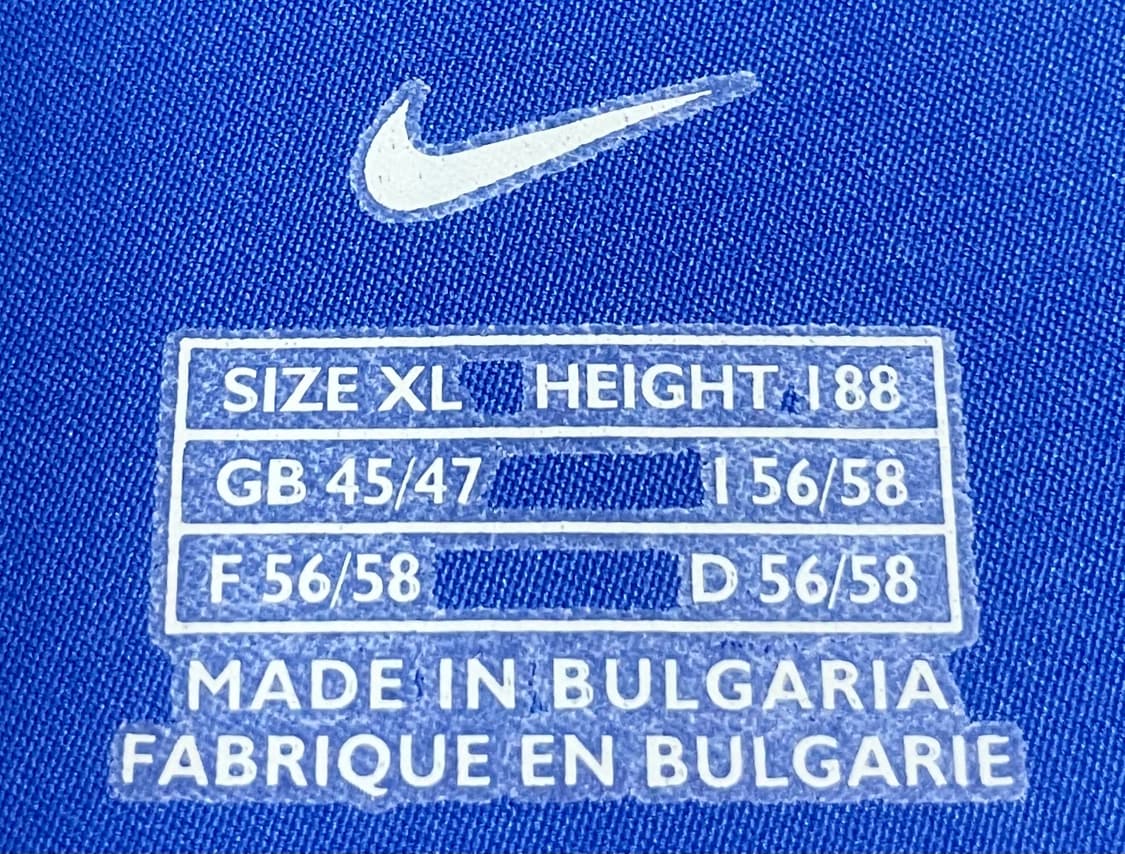 SIZE XL HEIGHT 188
GB 45/47 I 56/58
F 56/58 D 56/58
MADE IN BULGARIA
FABRIQUE EN BULGARIE